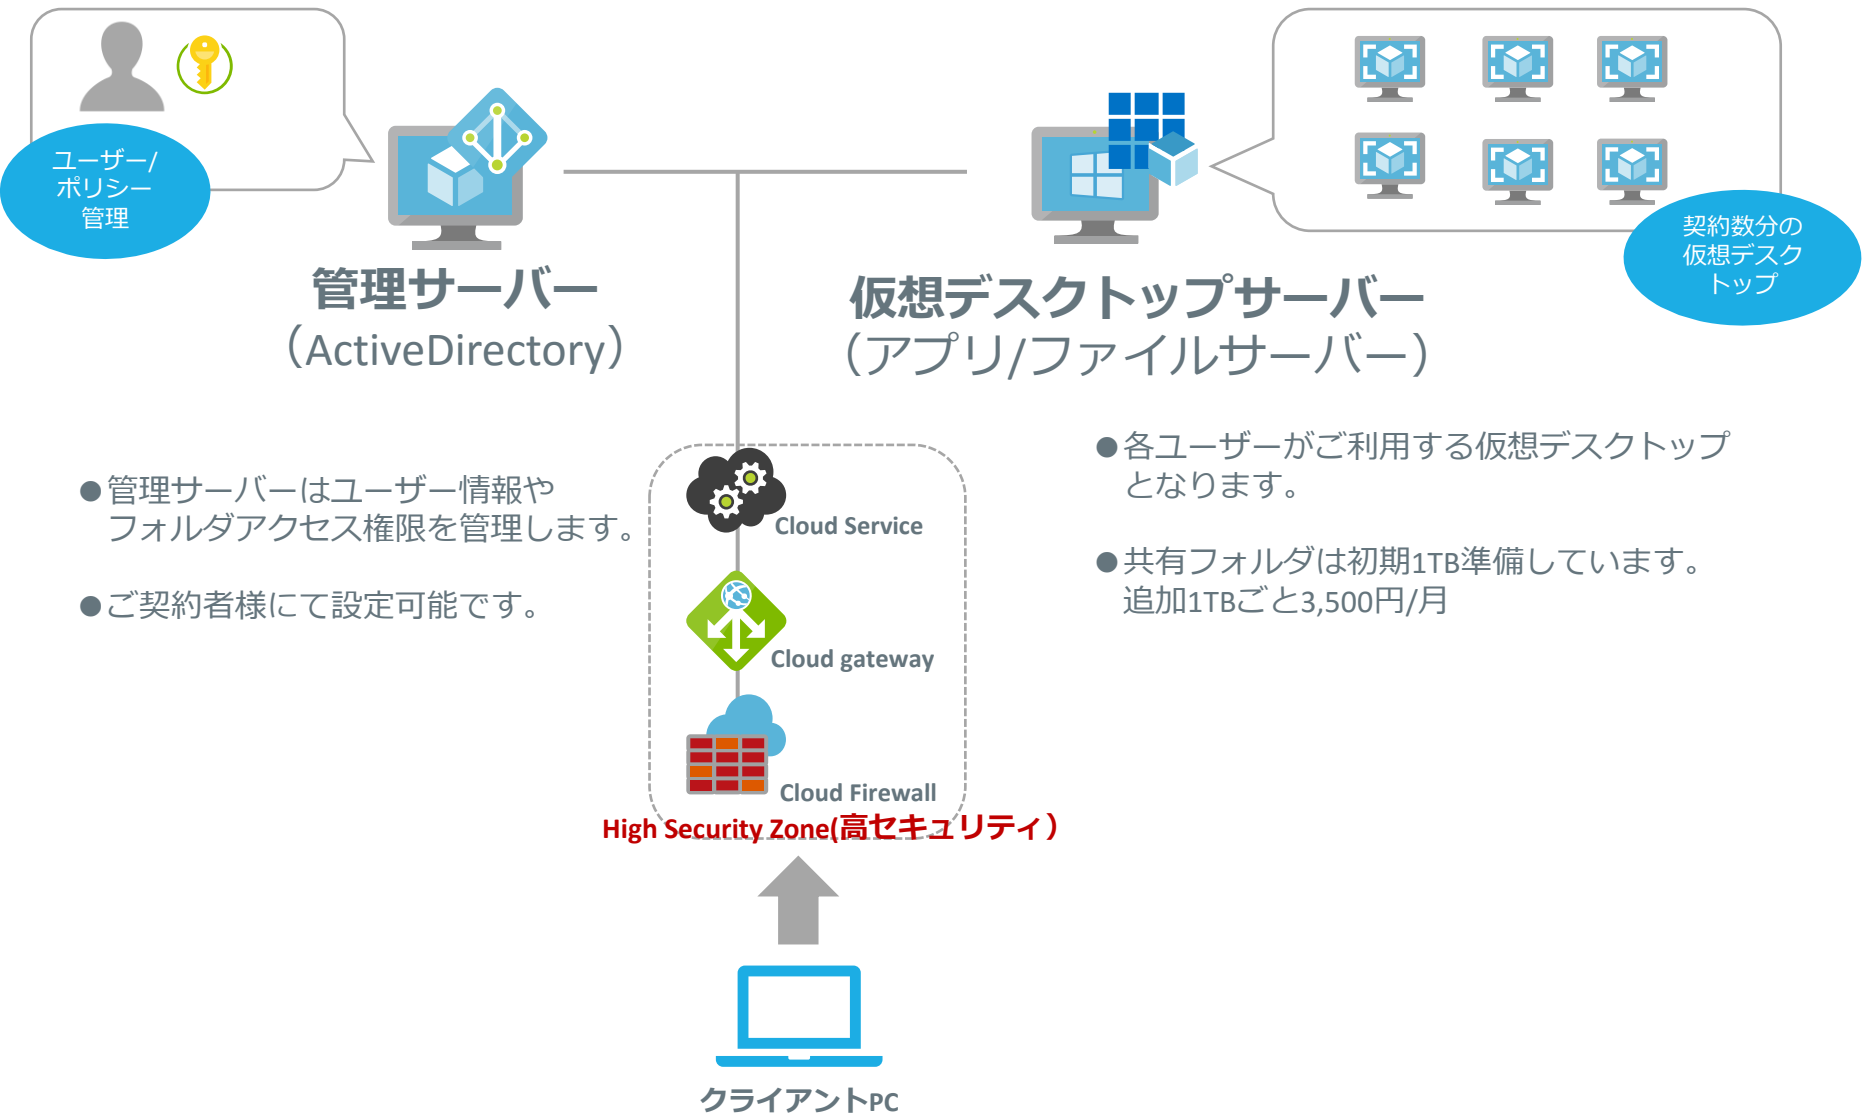 ユーザー/
ポリシー
管理
契約数分の
仮想デスク
トップ
管理サーバー
（ActiveDirectory）
仮想デスクトップサーバー
（アプリ/ファイルサーバー）
●管理サーバーはユーザー情報や
フォルダアクセス権限を管理します。
●ご契約者様にて設定可能です。
●各ユーザーがご利用する仮想デスクトップ
となります。
●共有フォルダは初期1TB準備しています。
追加1TBごと3,500円/月
Cloud Service
Cloud gateway
Cloud Firewall
High Security Zone(高セキュリティ）
クライアントPC